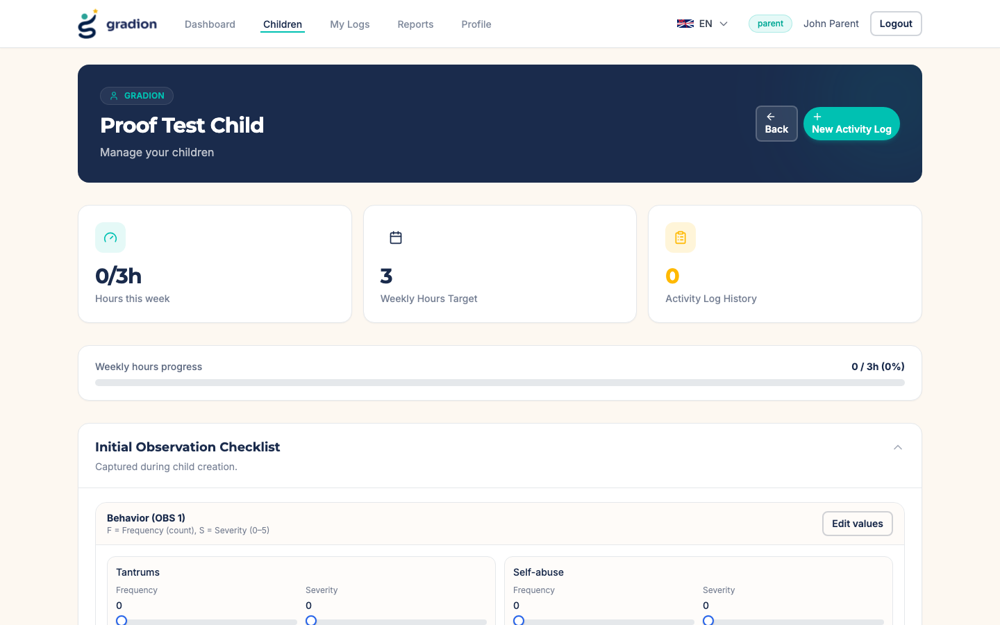 gradion
Dashboard
Children
My Logs
Reports
Profile
EN
parent
John Parent
Logout
GRADION
Proof Test Child
Manage your children
Back
New Activity Log
0/3h
Hours this week
3
Weekly Hours Target
0
Activity Log History
Weekly hours progress
0 / 3h (0%)
Initial Observation Checklist
Captured during child creation.
Behavior (OBS 1)
F = Frequency (count), S = Severity (0–5)
Edit values
Tantrums
Frequency
Severity
0
0
Self-abuse
Frequency
Severity
0
0